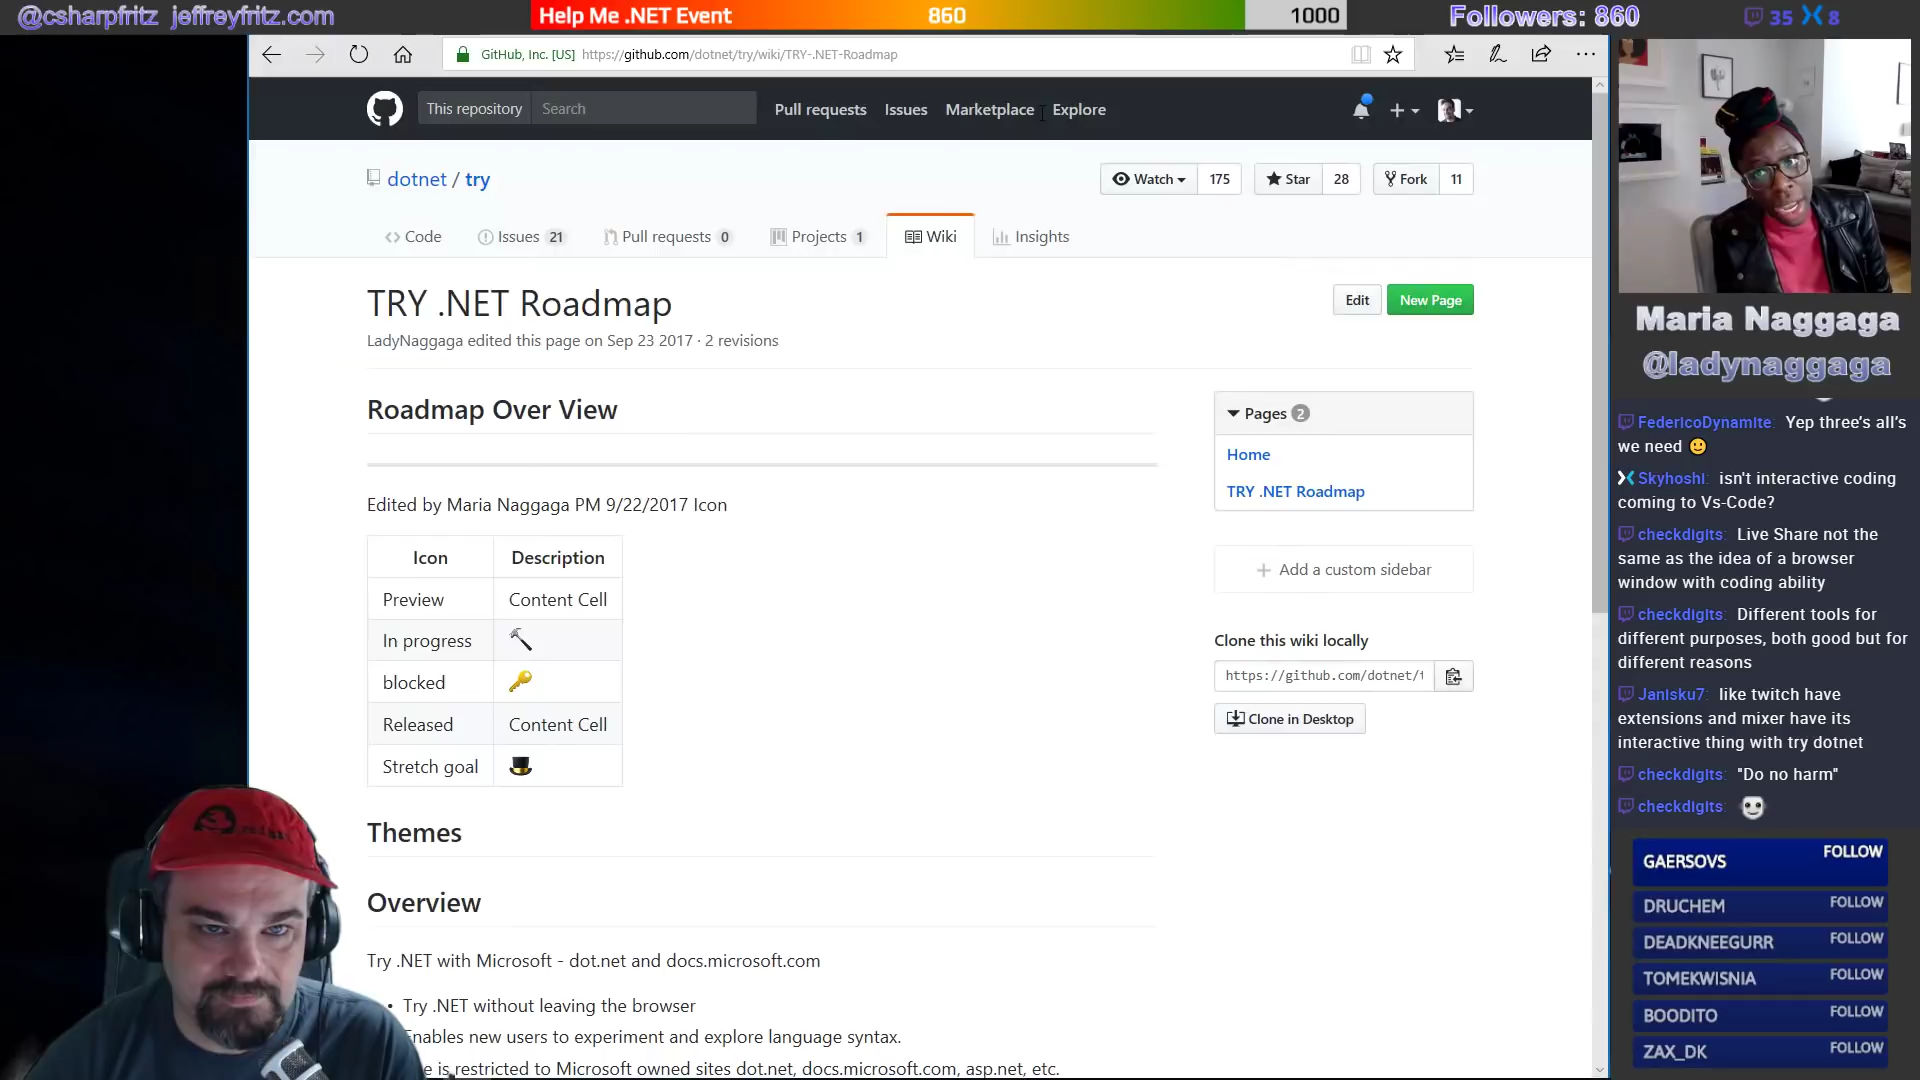 @csharpfritz jeffreyfritz.com
Help Me .NET Event 860 1000
Followers: 860
35 8
GitHub, Inc. [US] https://github.com/dotnet/try/wiki/TRY-.NET-Roadmap
This repository Search Pull requests Issues Marketplace Explore
dotnet / try
Watch 175 Star 28 Fork 11
Code Issues 21 Pull requests 0 Projects 1 Wiki Insights
TRY .NET Roadmap
Edit New Page
LadyNaggaga edited this page on Sep 23 2017 · 2 revisions
Roadmap Over View
Edited by Maria Naggaga PM 9/22/2017 Icon
Icon Description
Preview Content Cell
In progress
blocked
Released Content Cell
Stretch goal
Themes
Overview
Try .NET with Microsoft - dot.net and docs.microsoft.com
• Try .NET without leaving the browser
Enables new users to experiment and explore language syntax.
is restricted to Microsoft owned sites dot.net, docs.microsoft.com, asp.net, etc.
Pages 2
Home
TRY .NET Roadmap
+ Add a custom sidebar
Clone this wiki locally
https://github.com/dotnet/t
Clone in Desktop
Maria Naggaga
@ladynaggaga
FedericoDynamite: Yep three's all's
we need 🙂
Skyhoshi: isn't interactive coding
coming to Vs-Code?
checkdigits: Live Share not the
same as the idea of a browser
window with coding ability
checkdigits: Different tools for
different purposes, both good but for
different reasons
Janisku7: like twitch have
extensions and mixer have its
interactive thing with try dotnet
checkdigits: "Do no harm"
checkdigits:
GAERSOVS FOLLOW
DRUCHEM FOLLOW
DEADKNEEGURR FOLLOW
TOMEKWISNIA FOLLOW
BOODITO FOLLOW
ZAX_DK FOLLOW